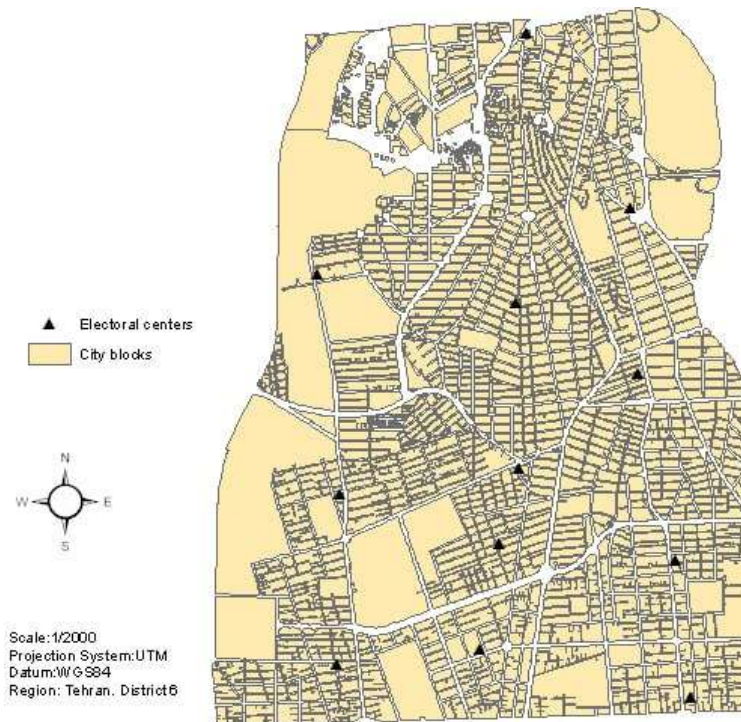 Electoral centers
City blocks
N
W E
S
Scale:1/2000
Projection System:UTM
Datum:WGS84
Region: Tehran. District6